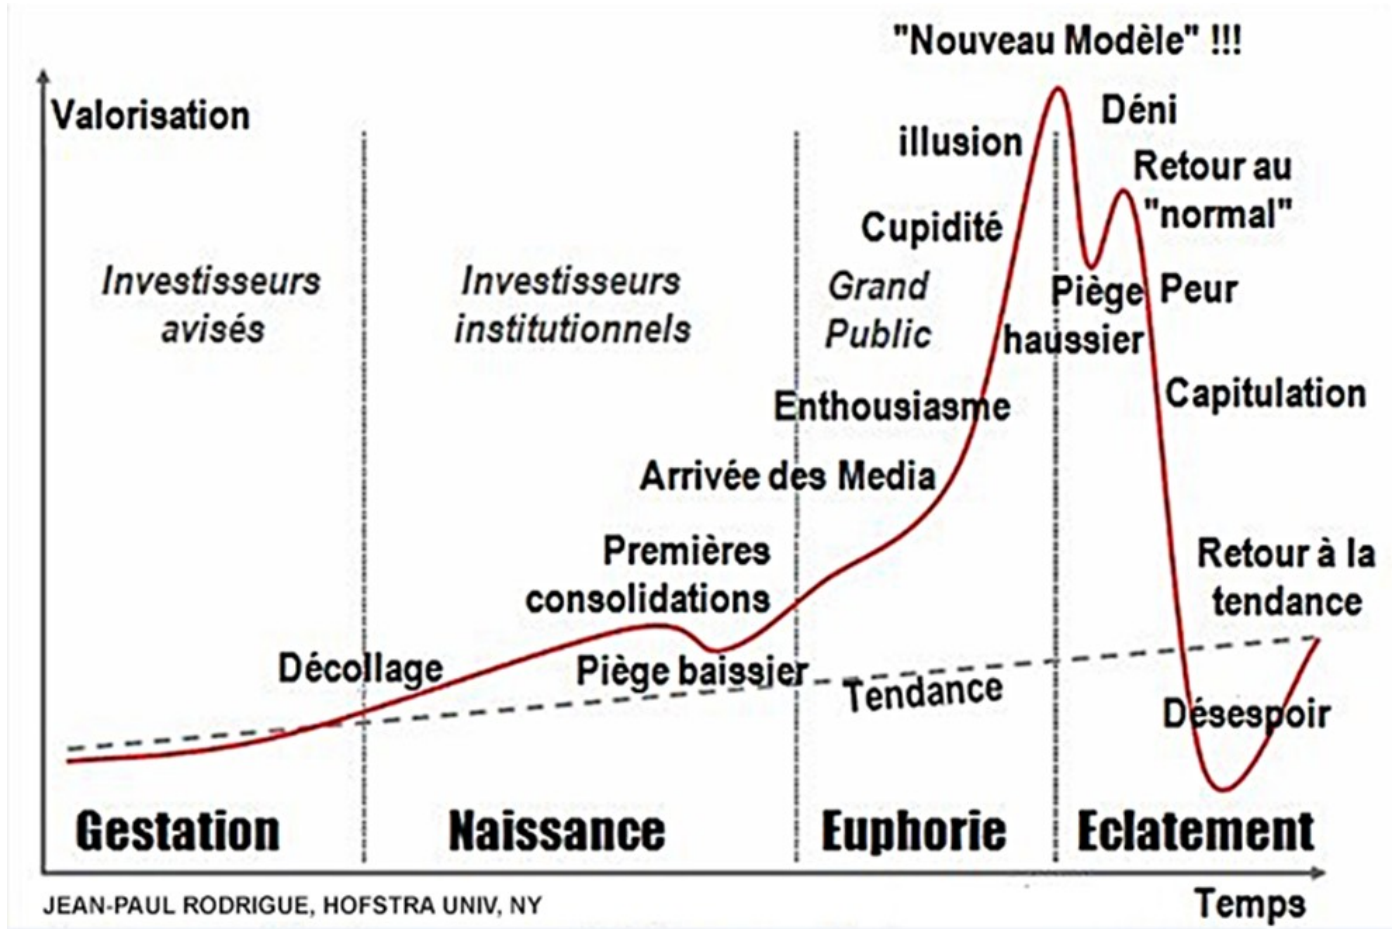 "Nouveau Modèle" !!!
Valorisation
Déni
illusion
Retour au
"normal"
Cupidité
Investisseurs
avisés
Investisseurs
institutionnels
Grand
Public
Piège
haussier
Peur
Enthousiasme
Capitulation
Arrivée des Media
Premières
consolidations
Retour à la
tendance
Décollage
Piège baissier
Tendance
Désespoir
Gestation
Naissance
Euphorie
Eclatement
JEAN-PAUL RODRIGUE, HOFSTRA UNIV, NY
Temps